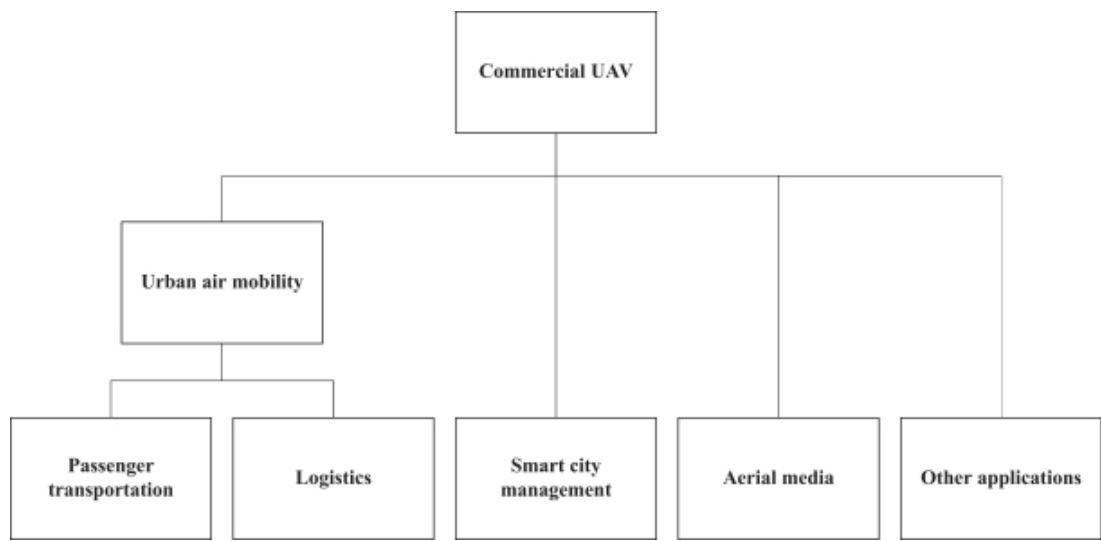 Commercial UAV
Urban air mobility
Passenger
transportation
Logistics
Smart city
management
Aerial media
Other applications